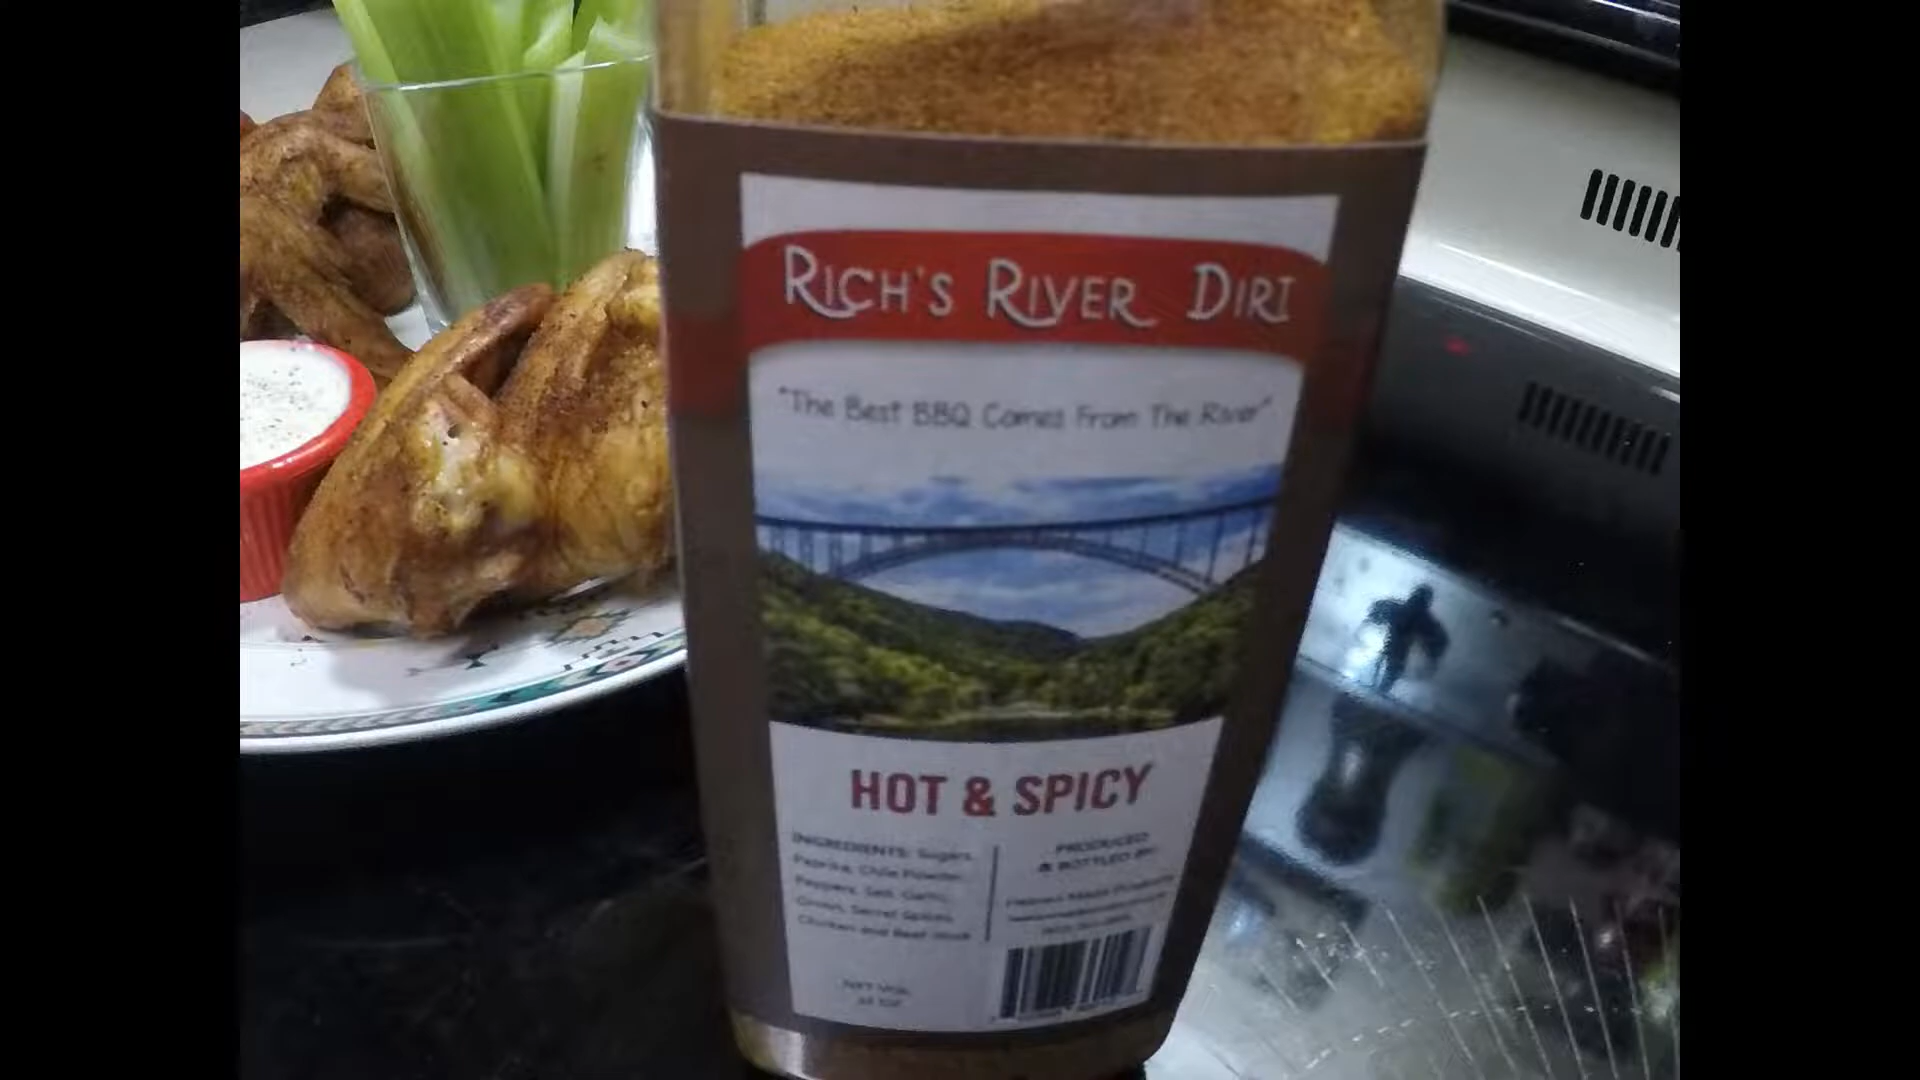 RICH'S RIVER DIRT
"The Best BBQ Comes From The River"
HOT & SPICY
INGREDIENTS: Sugars,
Paprika, Chile Powder,
Peppers, Salt, Garlic,
Onion, Secret Spices,
Chicken and Beef Stock
PRODUCED
& BOTTLED BY: